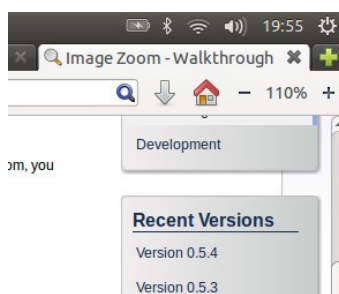 19:55
Image Zoom - Walkthrough
110%
Development
om, you
Recent Versions
Version 0.5.4
Version 0.5.3